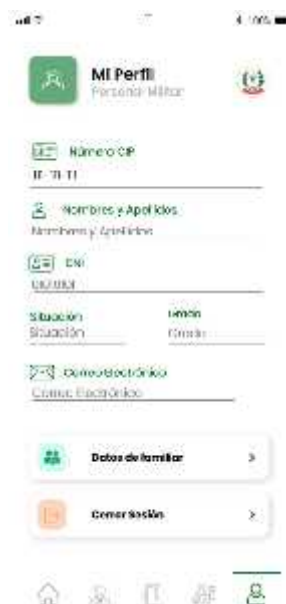 100%
Mi Perfil
Personal Militar
Número CIP
Nombres y Apellidos
Nombres y Apellidos
DNI
Situación Grado
Situación Grado
Correo Electrónico
Correo Electrónico
Datos de familiar
Cerrar Sesión